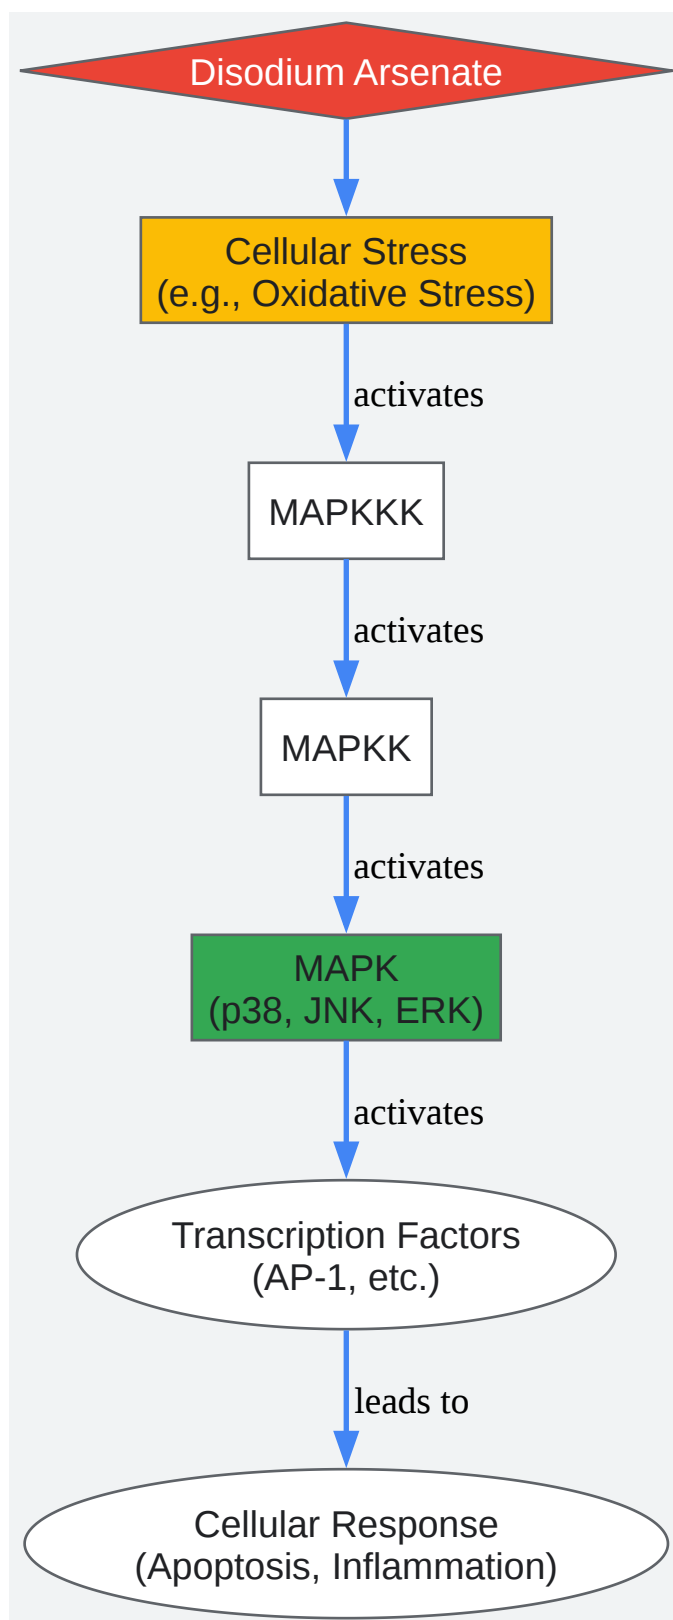 Disodium Arsenate
Cellular Stress
(e.g., Oxidative Stress)
activates
MAPKKK
activates
MAPKK
activates
MAPK
(p38, JNK, ERK)
activates
Transcription Factors
(AP-1, etc.)
leads to
Cellular Response
(Apoptosis, Inflammation)